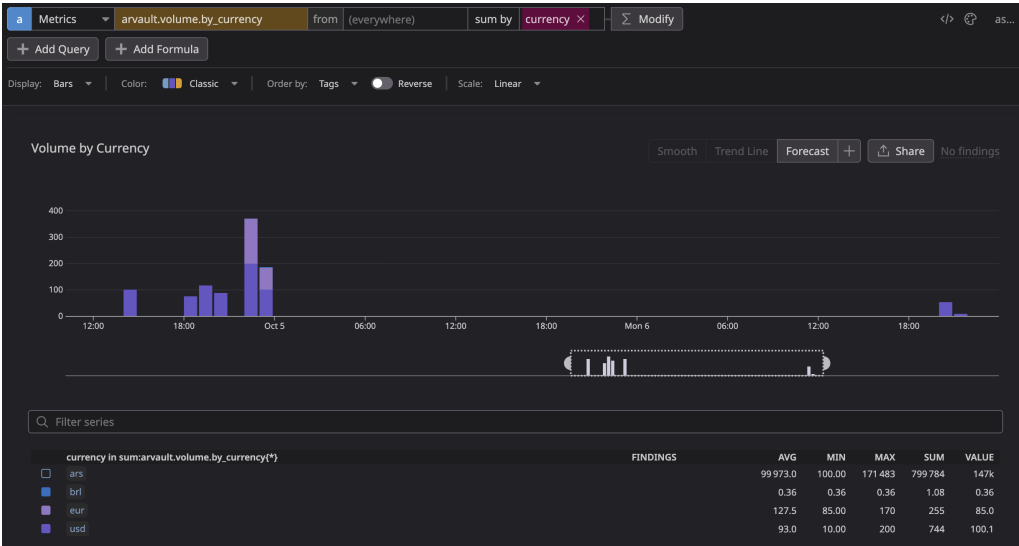 a Metrics arvault.volume.by_currency from (everywhere) sum by currency × Σ Modify </> as...
+ Add Query + Add Formula
Display: Bars Color: Classic Order by: Tags Reverse Scale: Linear
Volume by Currency Smooth Trend Line Forecast + Share No findings
400
300
200
100
0
12:00 18:00 Oct 5 06:00 12:00 18:00 Mon 6 06:00 12:00 18:00
Filter series
currency in sum:arvault.volume.by_currency{*} FINDINGS AVG MIN MAX SUM VALUE
ars 99 973.0 100.00 171 483 799 784 147k
brl 0.36 0.36 0.36 1.08 0.36
eur 127.5 85.00 170 255 85.0
usd 93.0 10.00 200 744 100.1